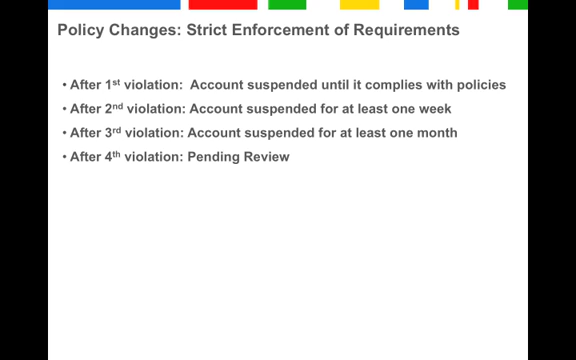 Policy Changes: Strict Enforcement of Requirements
• After 1st violation: Account suspended until it complies with policies
• After 2nd violation: Account suspended for at least one week
• After 3rd violation: Account suspended for at least one month
• After 4th violation: Pending Review